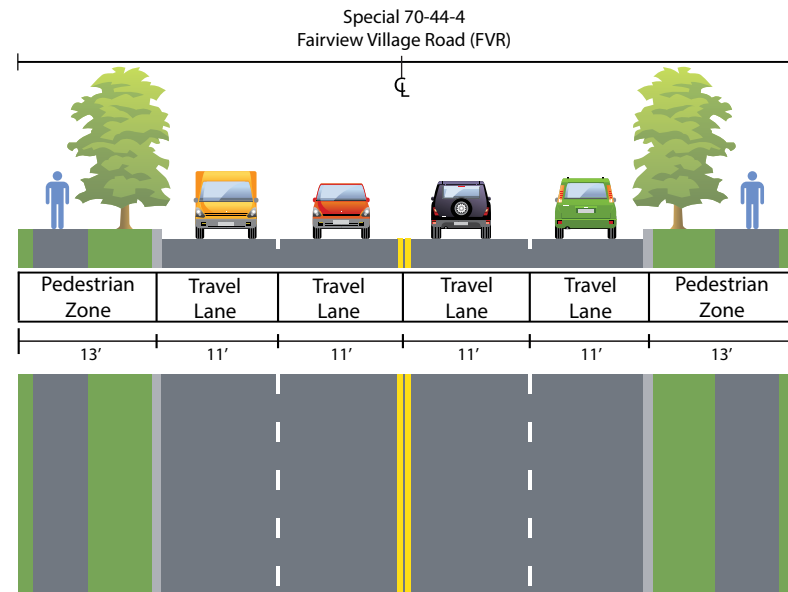 Special 70-44-4
Fairview Village Road (FVR)
℄
Pedestrian Zone
Travel Lane
Travel Lane
Travel Lane
Travel Lane
Pedestrian Zone
13’
11’
11’
11’
11’
13’